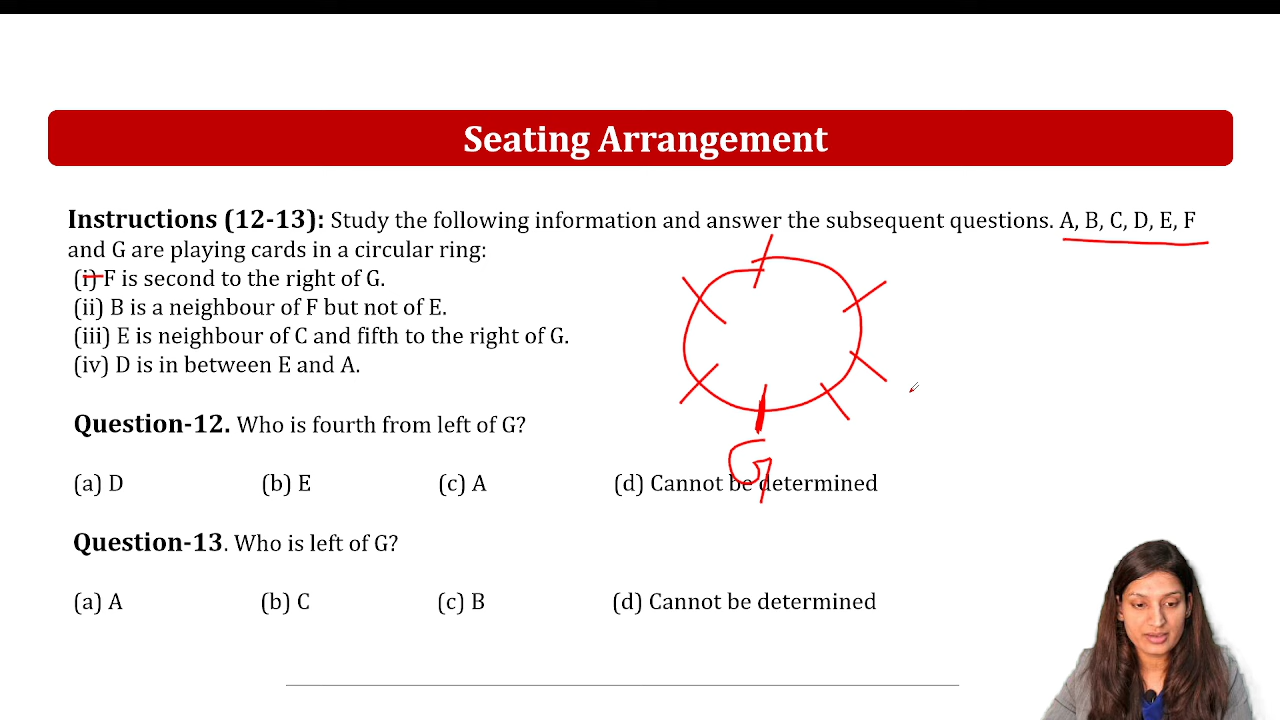 Seating Arrangement
Instructions (12-13): Study the following information and answer the subsequent questions. A, B, C, D, E, F
and G are playing cards in a circular ring:
(i) F is second to the right of G.
(ii) B is a neighbour of F but not of E.
(iii) E is neighbour of C and fifth to the right of G.
(iv) D is in between E and A.
Question-12. Who is fourth from left of G?
G
(a) D (b) E (c) A (d) Cannot be determined
Question-13. Who is left of G?
(a) A (b) C (c) B (d) Cannot be determined